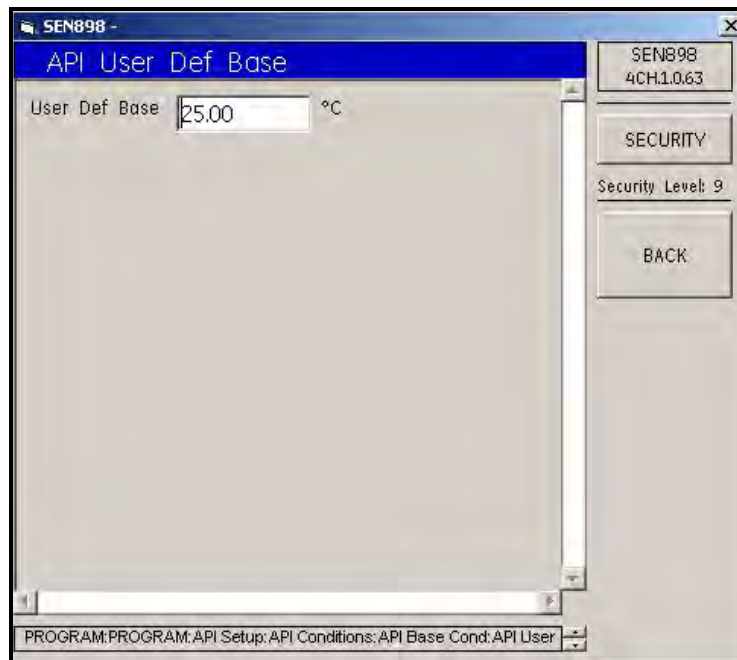 SEN898 -
API User Def Base
User Def Base 25.00 °C
SEN898
4CH.1.0.63
SECURITY
Security Level: 9
BACK
PROGRAM:PROGRAM:API Setup:API Conditions:API Base Cond:API User